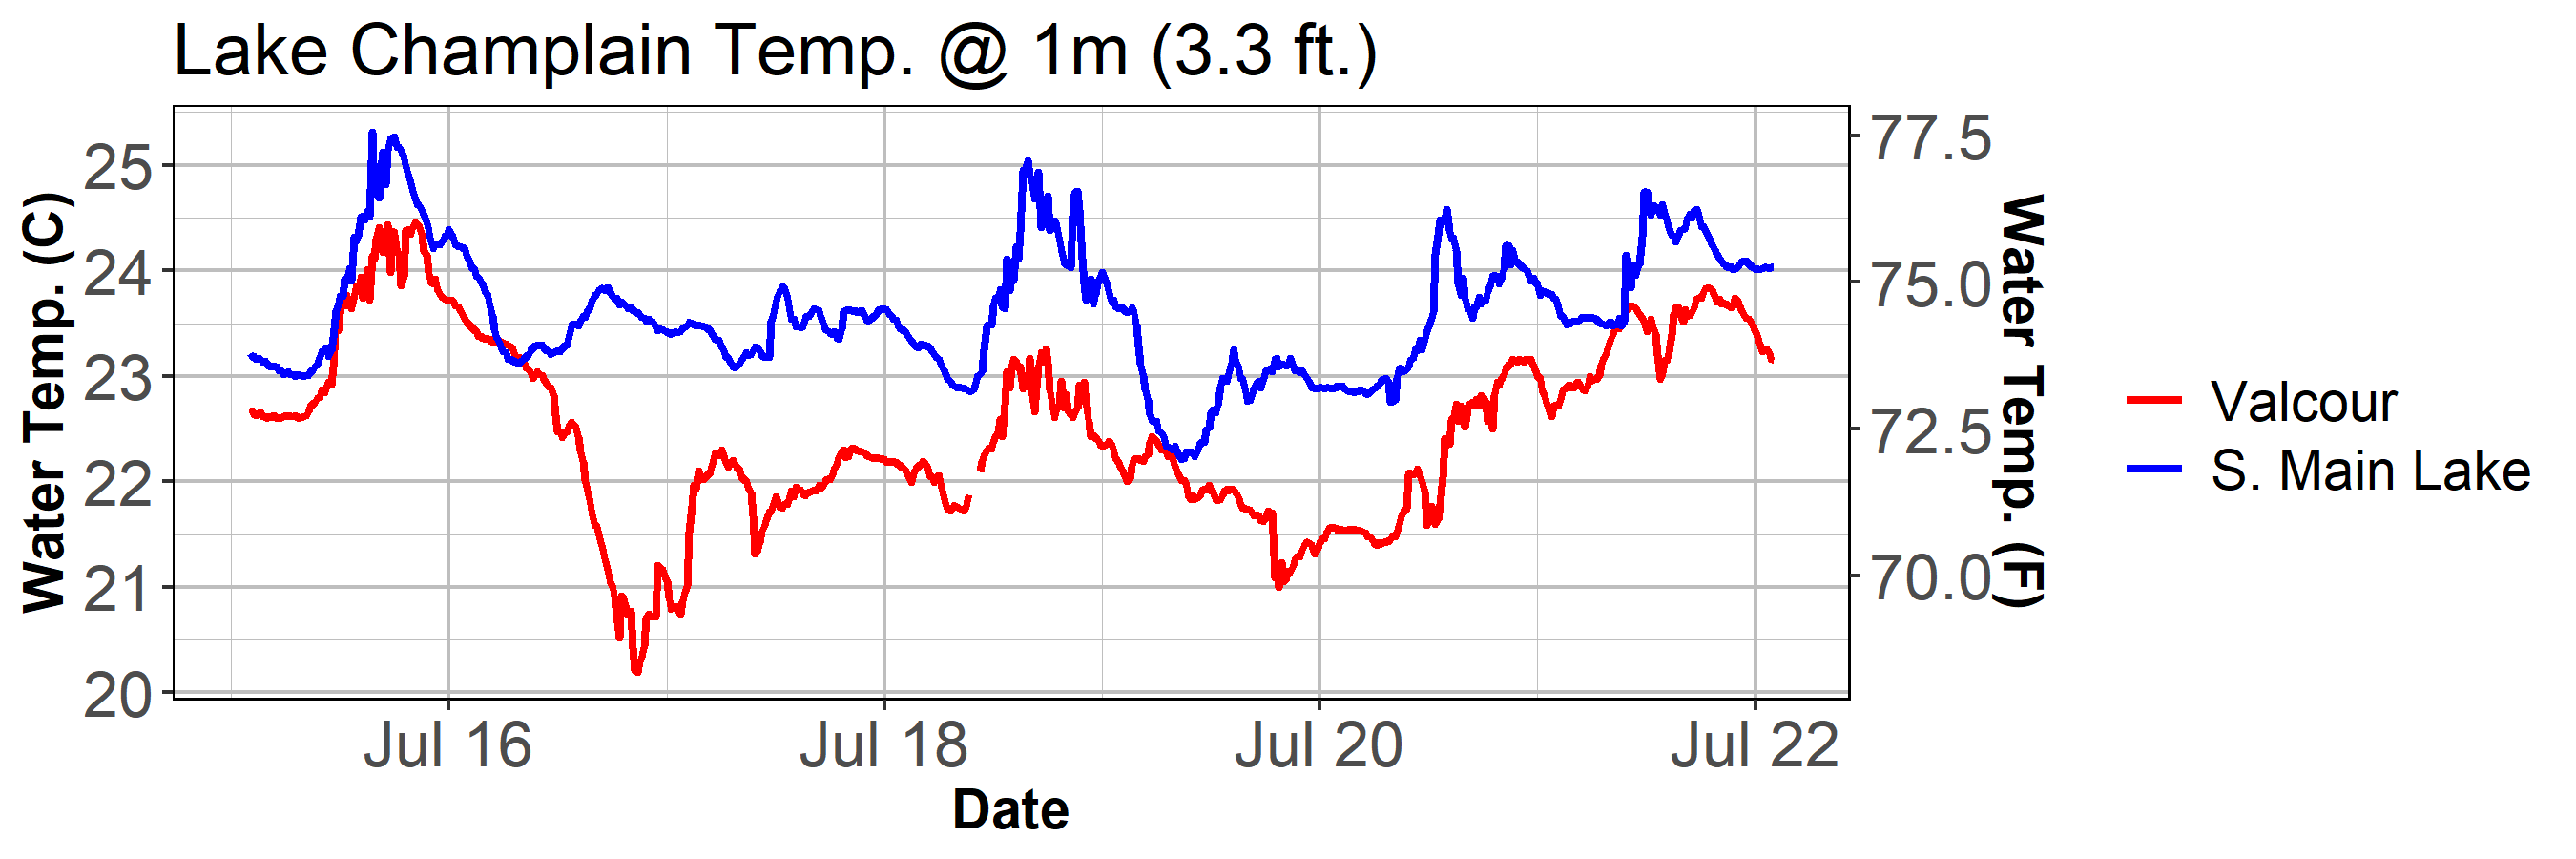 Lake Champlain Temp. @ 1m (3.3 ft.)
Water Temp. (C)
25
24
23
22
21
20
77.5
75.0
72.5
70.0
Water Temp. (F)
Jul 16
Jul 18
Jul 20
Jul 22
Date
Valcour
S. Main Lake